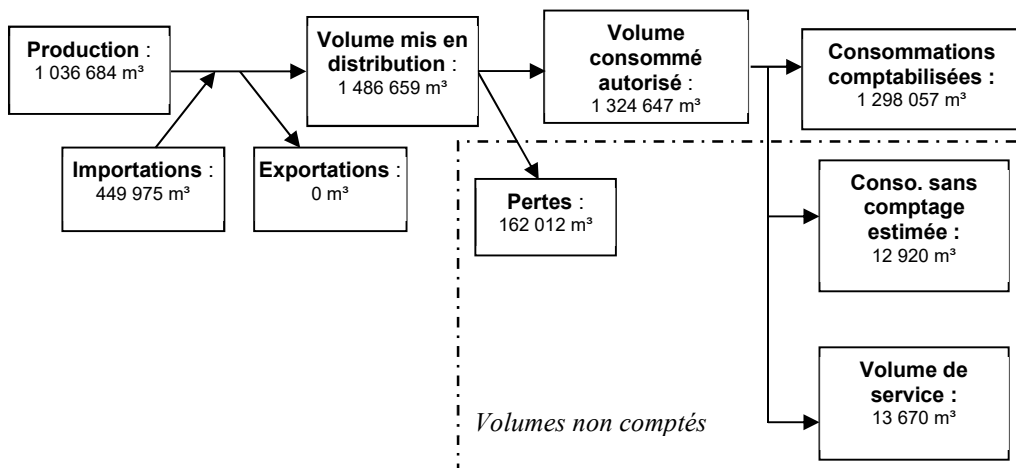 Production :
1 036 684 m³
Volume mis en
distribution :
1 486 659 m³
Volume
consommé
autorisé :
1 324 647 m³
Consommations
comptabilisées :
1 298 057 m³
Importations :
449 975 m³
Exportations :
0 m³
Pertes :
162 012 m³
Conso. sans
comptage
estimée :
12 920 m³
Volume de
service :
13 670 m³
Volumes non comptés